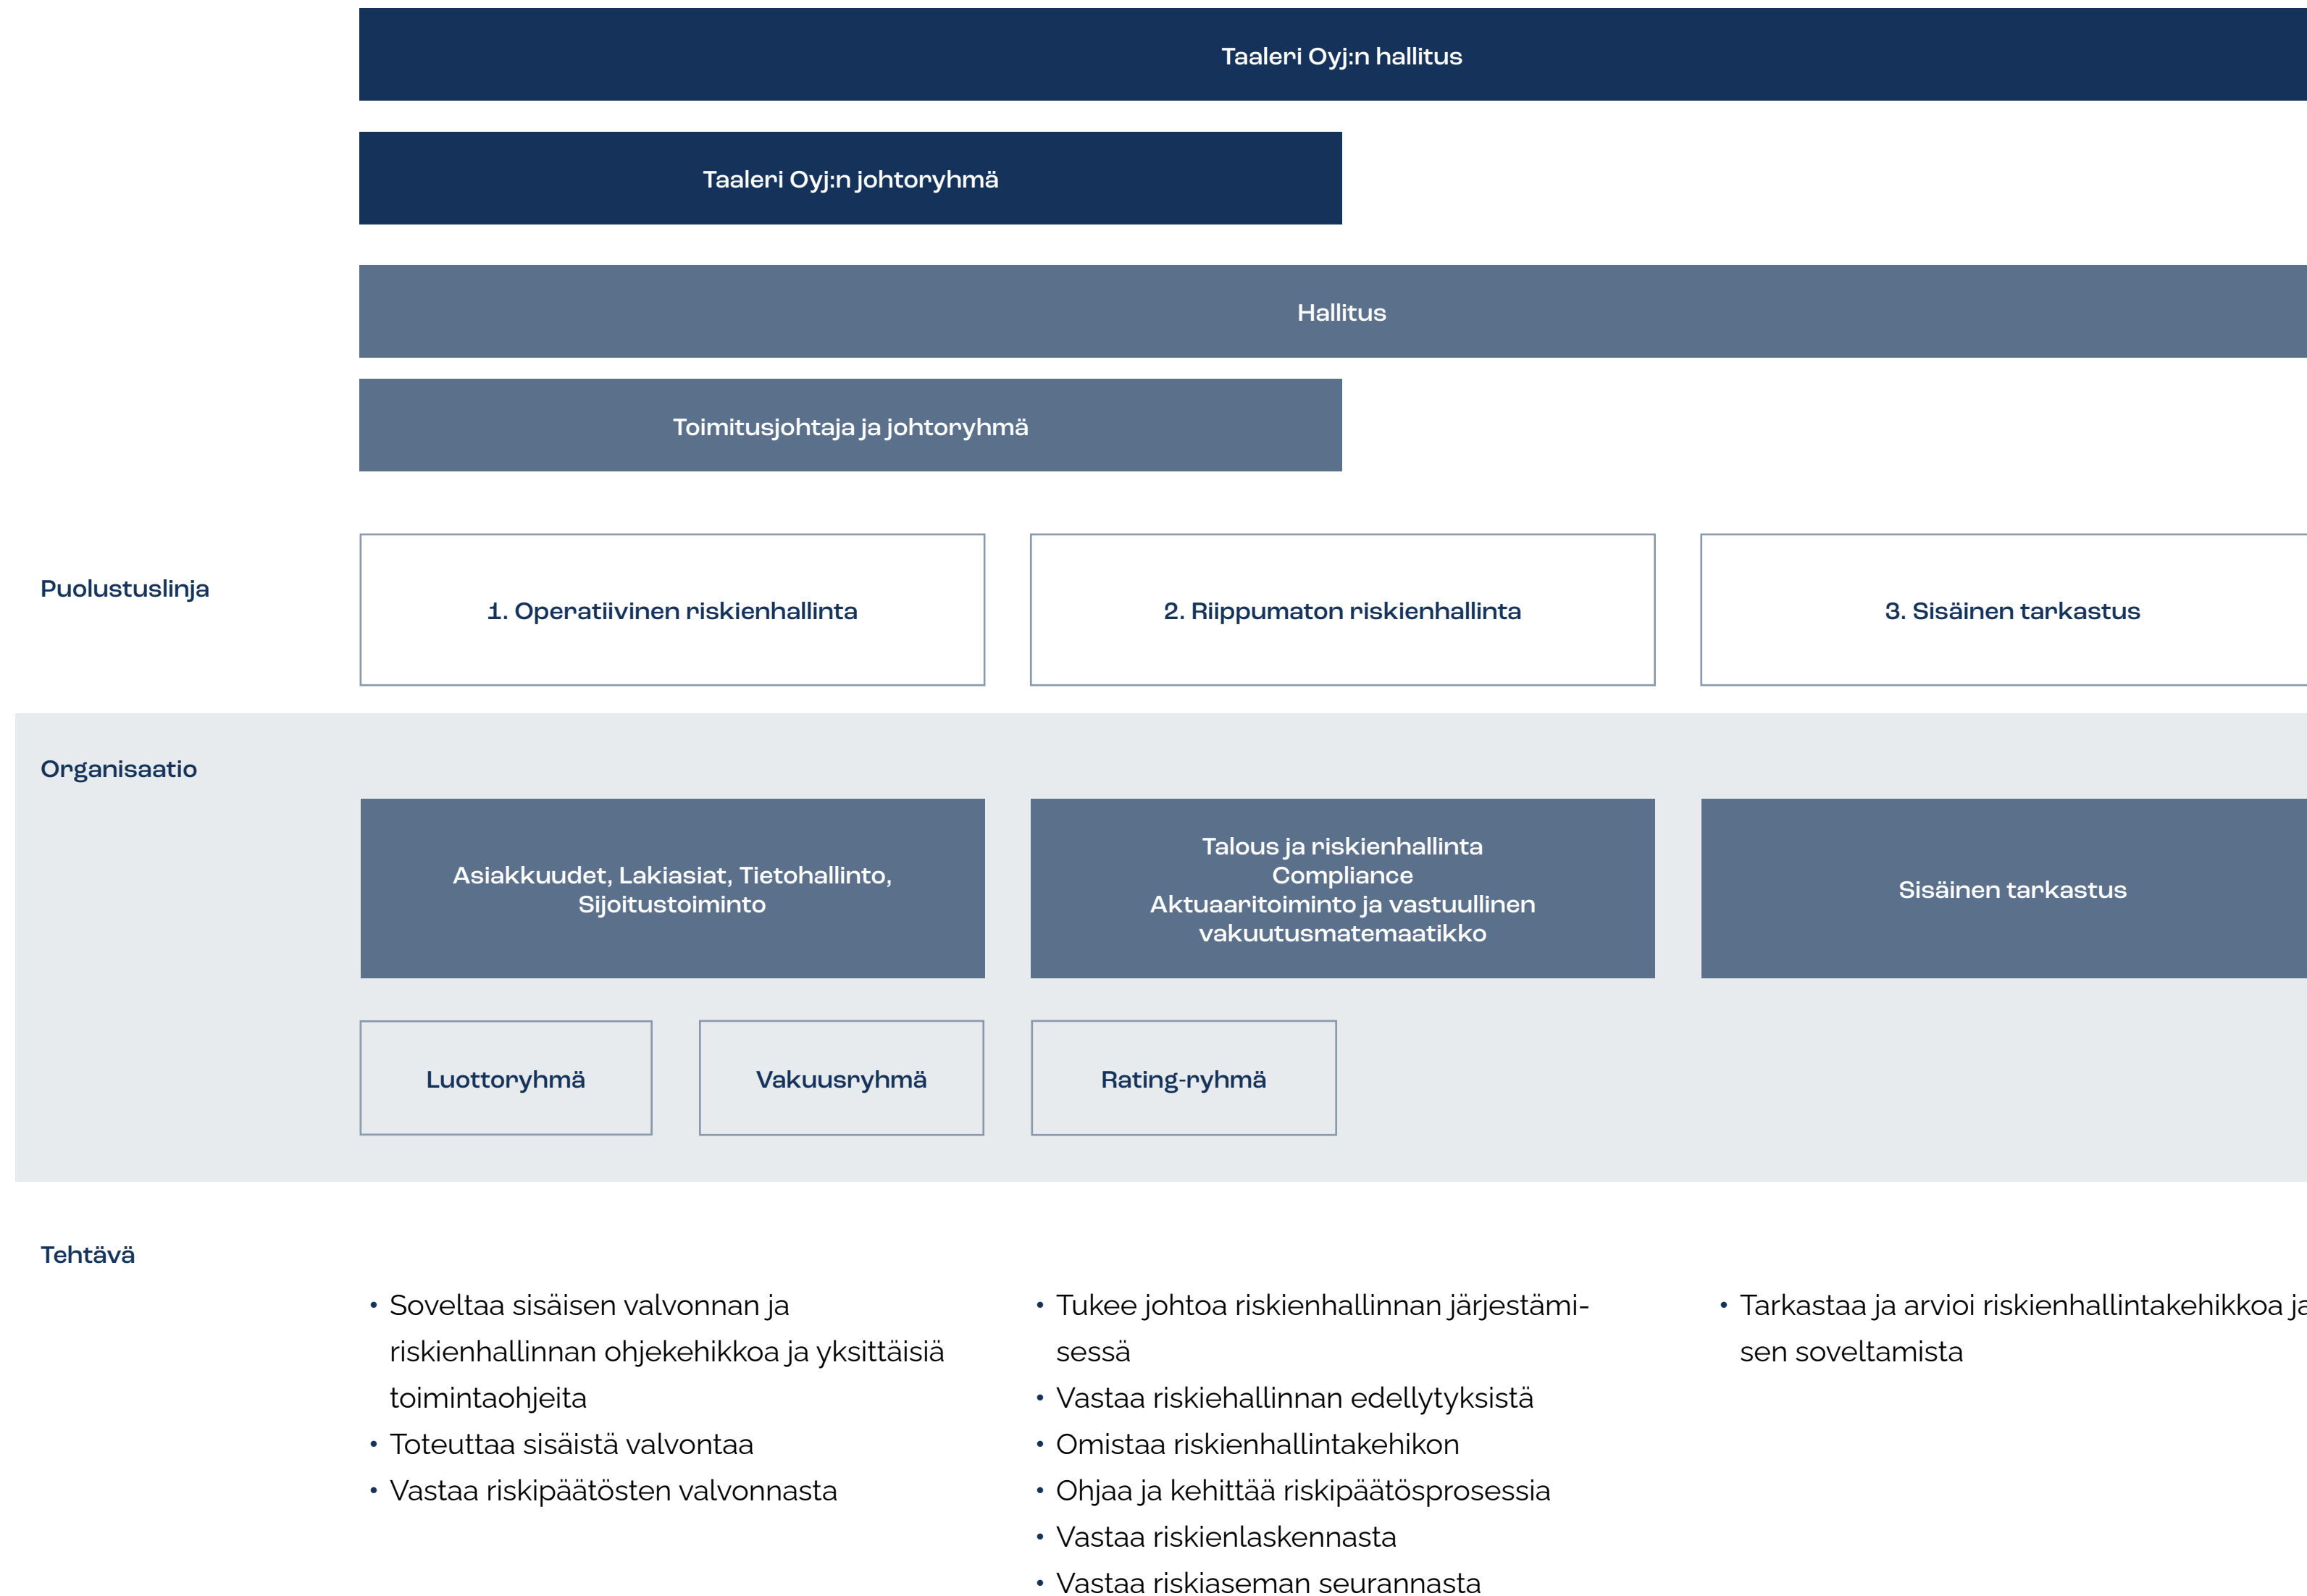 Taaleri Oyj:n hallitus
Taaleri Oyj:n johtoryhmä
Hallitus
Toimitusjohtaja ja johtoryhmä
Puolustuslinja
1. Operatiivinen riskienhallinta
2. Riippumaton riskienhallinta
3. Sisäinen tarkastus
Organisaatio
Asiakkuudet, Lakiasiat, Tietohallinto,
Sijoitustoiminto
Talous ja riskienhallinta
Compliance
Aktuaaritoiminto ja vastuullinen
vakuutusmatemaatikko
Sisäinen tarkastus
Luottoryhmä
Vakuusryhmä
Rating-ryhmä
Tehtävä
• Soveltaa sisäisen valvonnan ja
riskienhallinnan ohjekehikkoa ja yksittäisiä
toimintaohjeita
• Toteuttaa sisäistä valvontaa
• Vastaa riskipäätösten valvonnasta
• Tukee johtoa riskienhallinnan järjestämi-
sessä
• Vastaa riskiehallinnan edellytyksistä
• Omistaa riskienhallintakehikon
• Ohjaa ja kehittää riskipäätösprosessia
• Vastaa riskienlaskennasta
• Vastaa riskiaseman seurannasta
• Tarkastaa ja arvioi riskienhallintakehikkoa ja
sen soveltamista